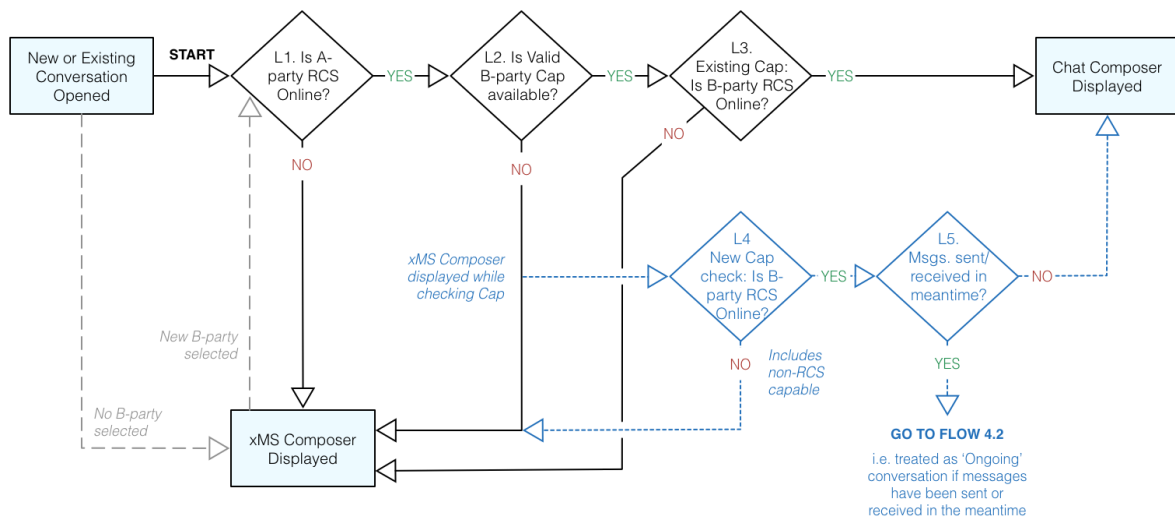 New or Existing
Conversation
Opened
START
L1. Is A-
party RCS
Online?
YES
L2. Is Valid
B-party Cap
available?
YES
L3.
Existing Cap:
Is B-party RCS
Online?
YES
Chat Composer
Displayed
NO
NO
NO
xMS Composer
displayed while
checking Cap
L4
New Cap
check: Is B-
party RCS
Online?
YES
L5.
Msgs. sent/
received in
meantime?
NO
New B-party
selected
NO
Includes
non-RCS
capable
YES
No B-party
selected
xMS Composer
Displayed
GO TO FLOW 4.2
i.e. treated as ‘Ongoing’
conversation if messages
have been sent or
received in the meantime